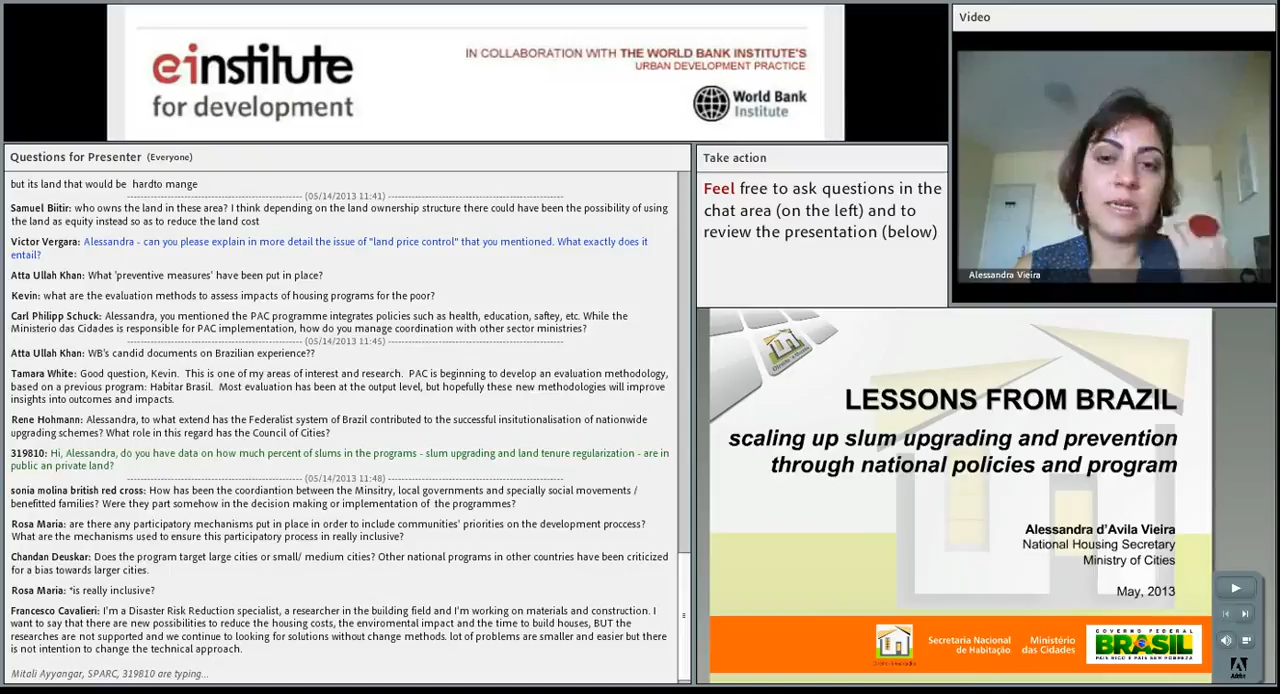 einstitute
for development
IN COLLABORATION WITH THE WORLD BANK INSTITUTE'S
URBAN DEVELOPMENT PRACTICE
World Bank
Institute
Video
Alessandra Vieira
Questions for Presenter (Everyone)
but its land that would be hardto mange
(05/14/2013 11:41)
Samuel Biitir: who owns the land in these area? I think depending on the land ownership structure there could have been the possibility of using
the land as equity instead so as to reduce the land cost
Victor Vergara: Alessandra - can you please explain in more detail the issue of "land price control" that you mentioned. What exactly does it
entail?
Atta Ullah Khan: What 'preventive measures' have been put in place?
Kevin: what are the evaluation methods to assess impacts of housing programs for the poor?
Carl Philipp Schuck: Alessandra, you mentioned the PAC programme integrates policies such as health, education, saftey, etc. While the
Ministerio das Cidades is responsible for PAC implementation, how do you manage coordination with other sector ministries?
(05/14/2013 11:45)
Atta Ullah Khan: WB's candid documents on Brazilian experience??
Tamara White: Good question, Kevin. This is one of my areas of interest and research. PAC is beginning to develop an evaluation methodology,
based on a previous program: Habitar Brasil. Most evaluation has been at the output level, but hopefully these new methodologies will improve
insights into outcomes and impacts.
Rene Hohmann: Alessandra, to what extend has the Federalist system of Brazil contributed to the successful insitutionalisation of nationwide
upgrading schemes? What role in this regard has the Council of Cities?
319810: Hi, Alessandra, do you have data on how much percent of slums in the programs - slum upgrading and land tenure regularization - are in
public an private land?
(05/14/2013 11:48)
sonia molina british red cross: How has been the coordiantion between the Minsitry, local governments and specially social movements /
benefitted families? Were they part somehow in the decision making or implementation of the programmes?
Rosa Maria: are there any participatory mechanisms put in place in order to include communities' priorities on the development proccess?
What are the mechanisms used to ensure this participatory process in really inclusive?
Chandan Deuskar: Does the program target large cities or small/ medium cities? Other national programs in other countries have been criticized
for a bias towards larger cities.
Rosa Maria: *is really inclusive?
Francesco Cavalieri: I'm a Disaster Risk Reduction specialist, a researcher in the building field and I'm working on materials and construction. I
want to say that there are new possibilities to reduce the housing costs, the enviromental impact and the time to build houses, BUT the
researches are not supported and we continue to looking for solutions without change methods. lot of problems are smaller and easier but there
is not intention to change the technical approach.
Mitali Ayyangar, SPARC, 319810 are typing...
Take action
Feel free to ask questions in the
chat area (on the left) and to
review the presentation (below)
LESSONS FROM BRAZIL
scaling up slum upgrading and prevention
through national policies and program
Alessandra d'Avila Vieira
National Housing Secretary
Ministry of Cities
May, 2013
Secretaria Nacional
de Habitação
Ministério
das Cidades
GOVERNO FEDERAL
BRASIL
PAÍS RICO É PAÍS SEM POBREZA
Adobe